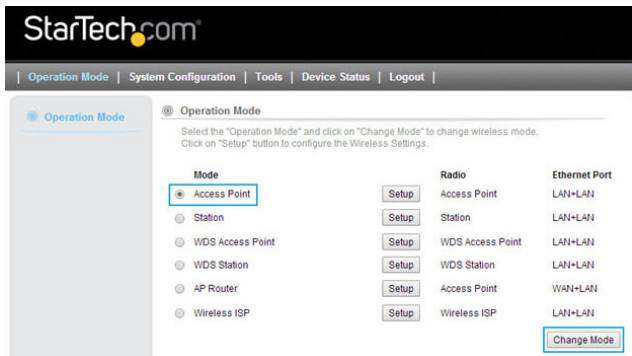 StarTech.com
| Operation Mode | System Configuration | Tools | Device Status | Logout |
Operation Mode
Operation Mode
Select the "Operation Mode" and click on "Change Mode" to change wireless mode.
Click on "Setup" button to configure the Wireless Settings.
Mode Radio Ethernet Port
Access Point Setup Access Point LAN+LAN
Station Setup Station LAN+LAN
WDS Access Point Setup WDS Access Point LAN+LAN
WDS Station Setup WDS Station LAN+LAN
AP Router Setup Access Point WAN+LAN
Wireless ISP Setup Wireless ISP LAN+LAN
Change Mode